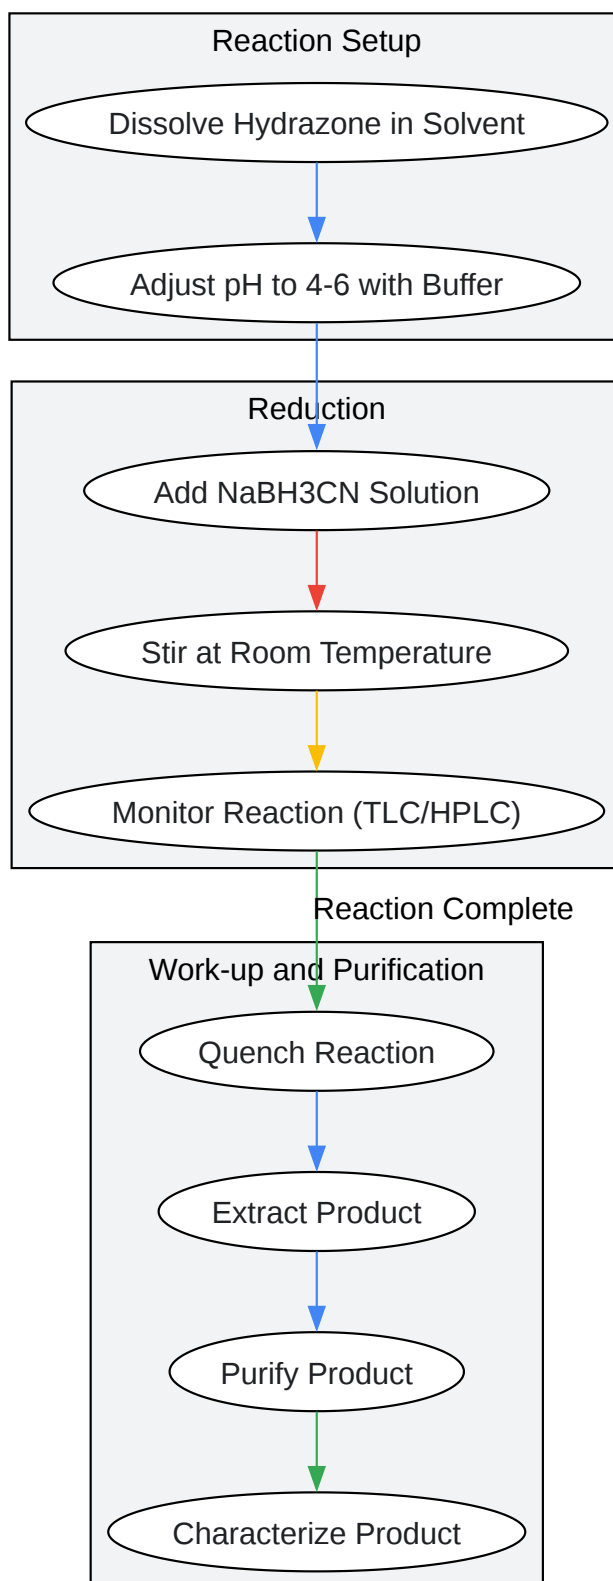 Reaction Setup
Dissolve Hydrazone in Solvent
Adjust pH to 4-6 with Buffer
Reduction
Add NaBH3CN Solution
Stir at Room Temperature
Monitor Reaction (TLC/HPLC)
Reaction Complete
Work-up and Purification
Quench Reaction
Extract Product
Purify Product
Characterize Product